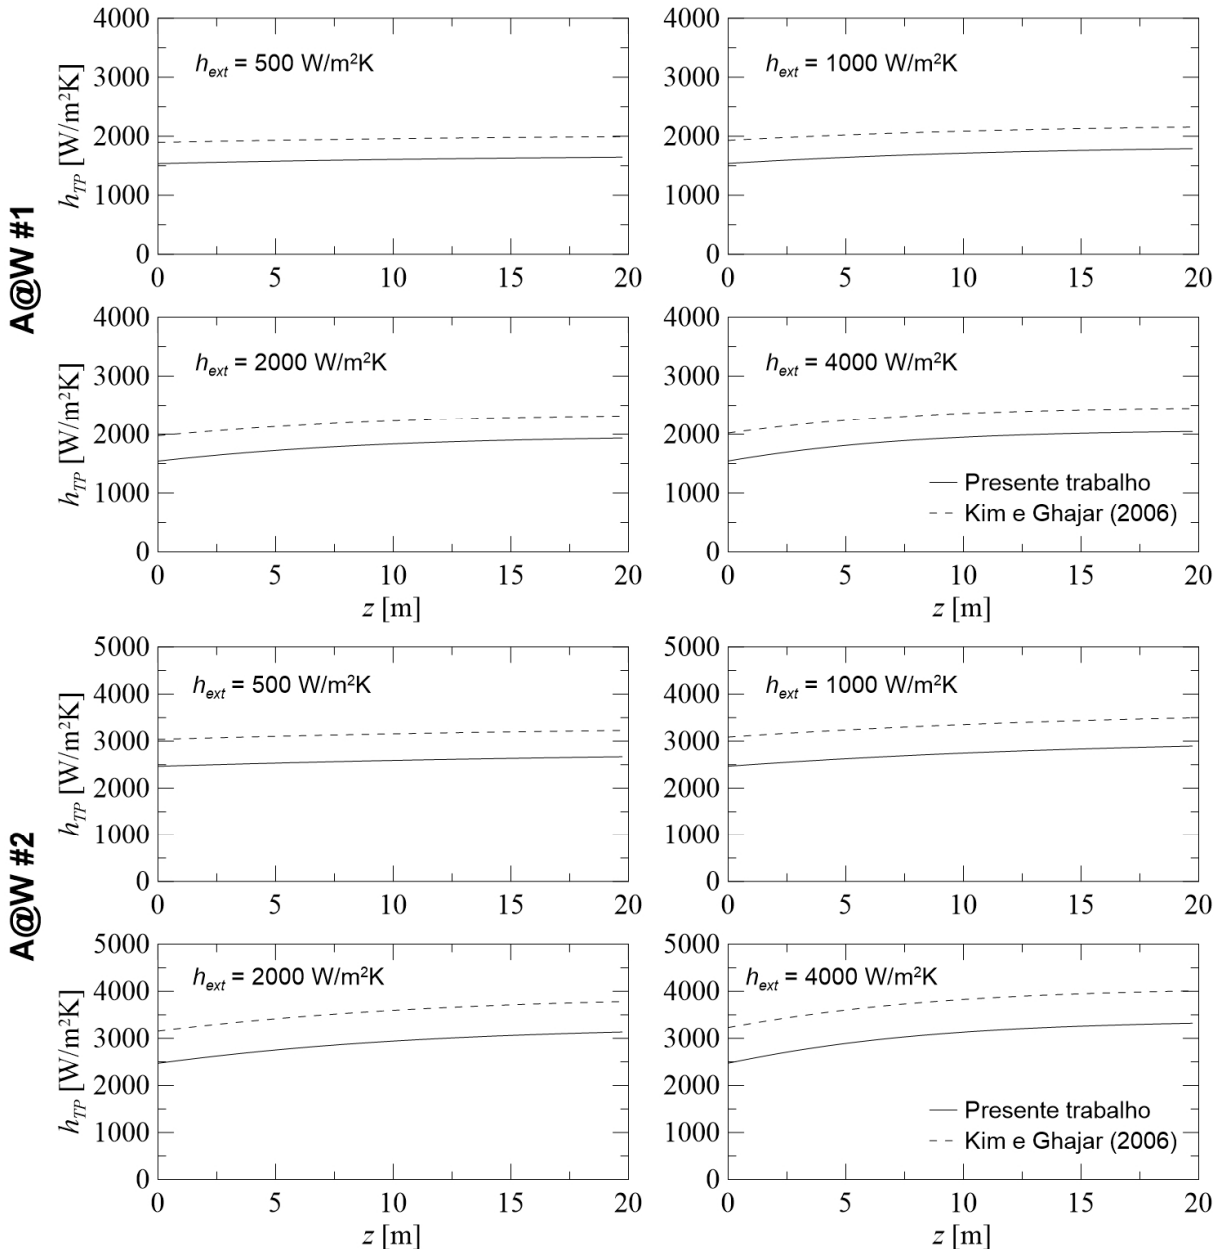 A@W #1
h_TP [W/m²K]
4000
3000
2000
1000
0
h_ext = 500 W/m²K
0 5 10 15 20
4000
3000
2000
1000
0
h_ext = 1000 W/m²K
0 5 10 15 20
h_TP [W/m²K]
4000
3000
2000
1000
0
h_ext = 2000 W/m²K
0 5 10 15 20
z [m]
4000
3000
2000
1000
0
h_ext = 4000 W/m²K
Presente trabalho
Kim e Ghajar (2006)
0 5 10 15 20
z [m]
A@W #2
h_TP [W/m²K]
5000
4000
3000
2000
1000
0
h_ext = 500 W/m²K
0 5 10 15 20
5000
4000
3000
2000
1000
0
h_ext = 1000 W/m²K
0 5 10 15 20
h_TP [W/m²K]
5000
4000
3000
2000
1000
0
h_ext = 2000 W/m²K
0 5 10 15 20
z [m]
5000
4000
3000
2000
1000
0
h_ext = 4000 W/m²K
Presente trabalho
Kim e Ghajar (2006)
0 5 10 15 20
z [m]